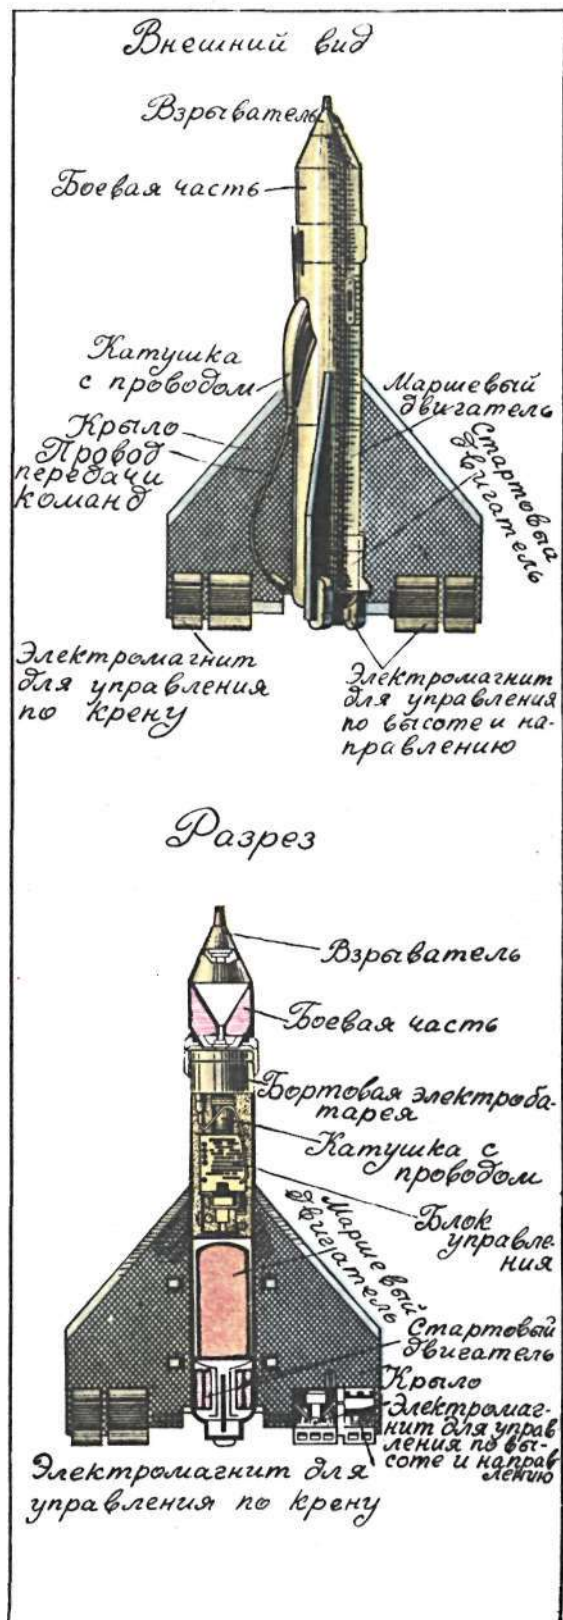 Внешний вид
Взрыватель
Боевая часть
Катушка
с проводом
Маршевый
двигатель
Крыло
Провод
передачи
команд
Стартовый
двигатель
Электромагнит
для управления
по крену
Электромагнит
для управления
по высоте и на-
правлению
Разрез
Взрыватель
Боевая часть
Бортовая электроба-
тарея
Катушка с
проводом
Блок
управле-
ния
Маршевый
двигатель
Стартовый
двигатель
Крыло
Электромаг-
нит для управ
ления по вы-
соте и направ
лению
Электромагнит для
управления по крену